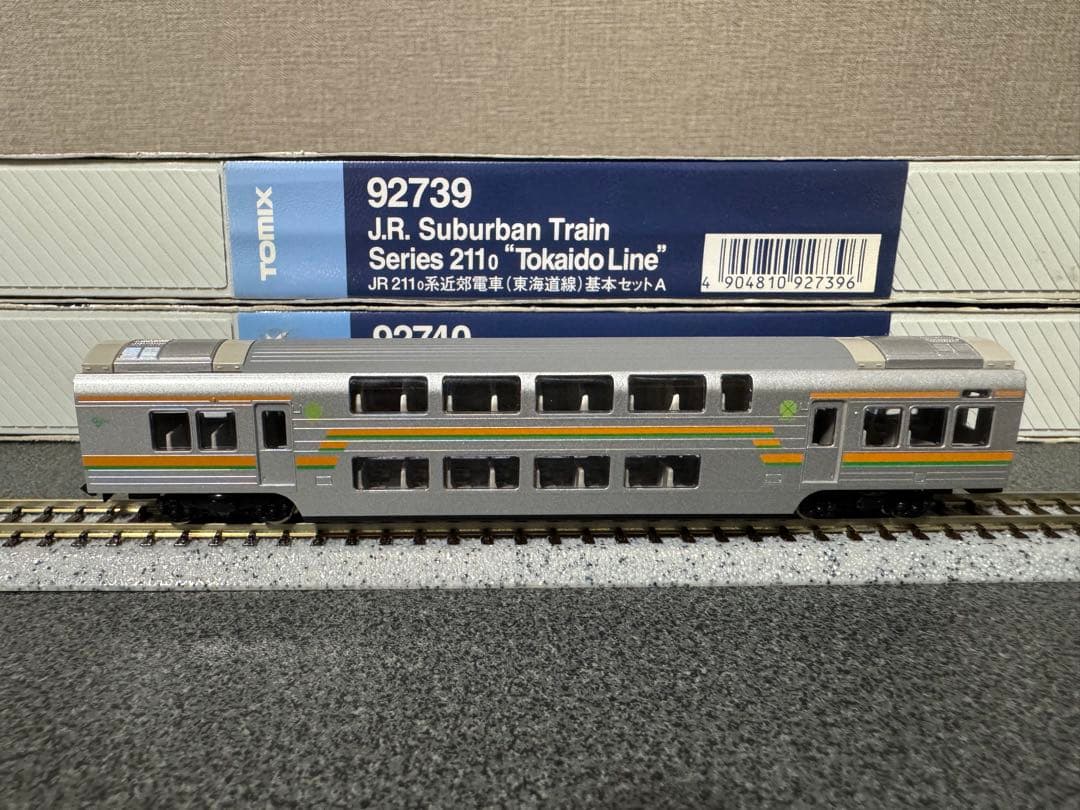 TOMIX
92739
J.R. Suburban Train
Series 2110 “Tokaido Line”
JR 2110系近郊電車(東海道線)基本セットA
4 904810 927396
92740